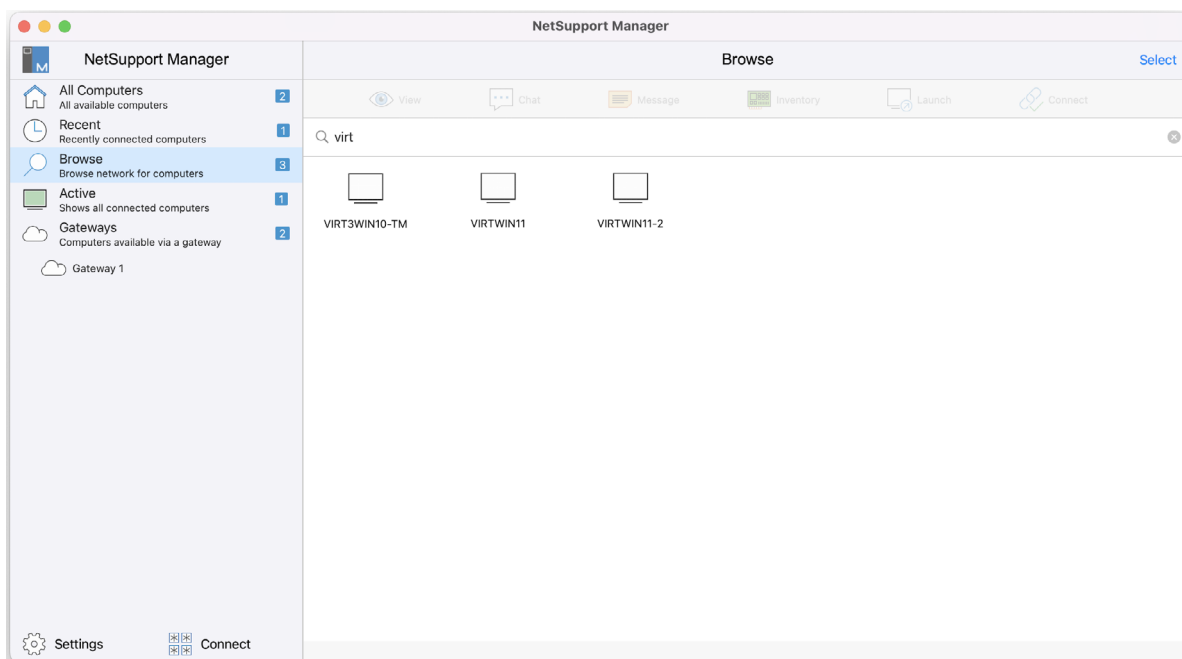 NetSupport Manager
M
NetSupport Manager
Browse
Select
All Computers
All available computers
2
Recent
Recently connected computers
1
Browse
Browse network for computers
3
Active
Shows all connected computers
1
Gateways
Computers available via a gateway
2
Gateway 1
View
Chat
Message
Inventory
Launch
Connect
virt
VIRT3WIN10-TM
VIRTWIN11
VIRTWIN11-2
Settings
Connect